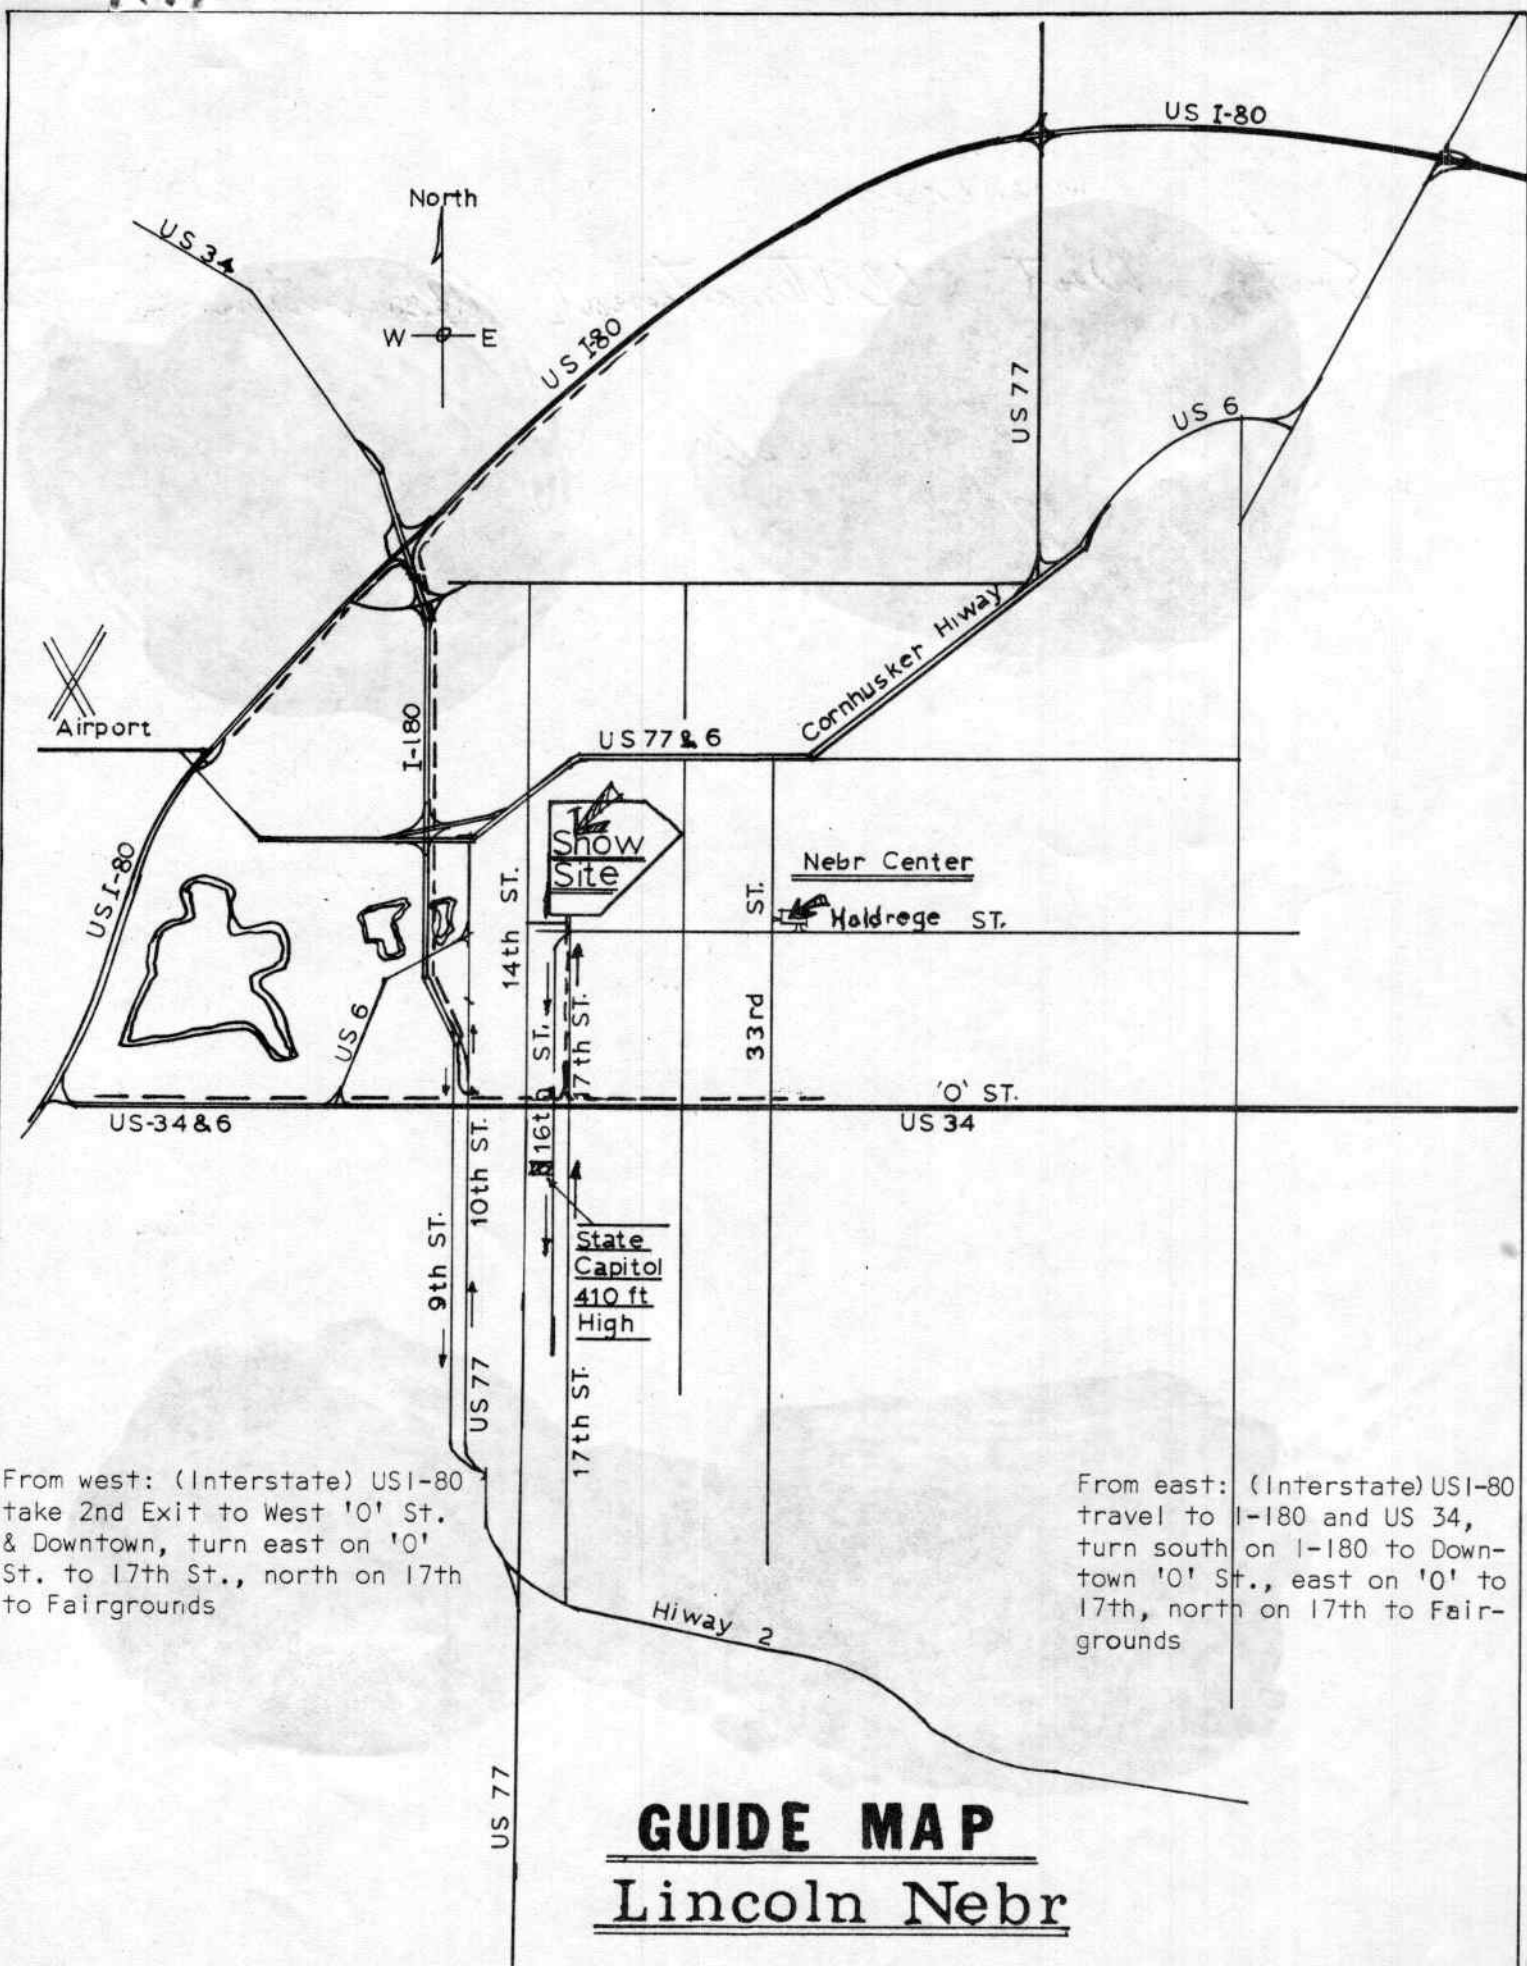 US I-80
North
US 34
W E
US I-80
US 77
US 6
Cornhusker Hiway
Airport
I-180
US 77 & 6
Show
Site
Nebr Center
US I-80
14th ST.
33rd ST.
Holdrege ST.
US 6
16th ST.
17th ST.
'O' ST.
US-34 & 6
US 34
10th ST.
9th ST.
State
Capitol
410 ft
High
US 77
17th ST.
From west: (Interstate) USI-80
take 2nd Exit to West 'O' St.
& Downtown, turn east on 'O'
St. to 17th St., north on 17th
to Fairgrounds
From east: (Interstate) USI-80
travel to I-180 and US 34,
turn south on I-180 to Down-
town 'O' St., east on 'O' to
17th, north on 17th to Fair-
grounds
Hiway 2
US 77
GUIDE MAP
Lincoln Nebr